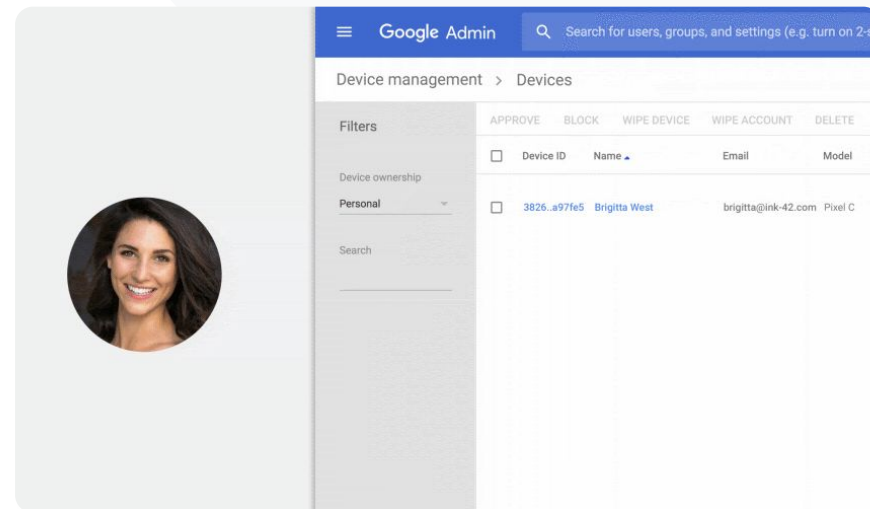 Google Admin
Search for users, groups, and settings (e.g. turn on 2-s
Device management > Devices
Filters
APPROVE BLOCK WIPE DEVICE WIPE ACCOUNT DELETE
Device ID Name Email Model
Device ownership
Personal
3826..a97fe5 Brigitta West brigitta@ink-42.com Pixel C
Search